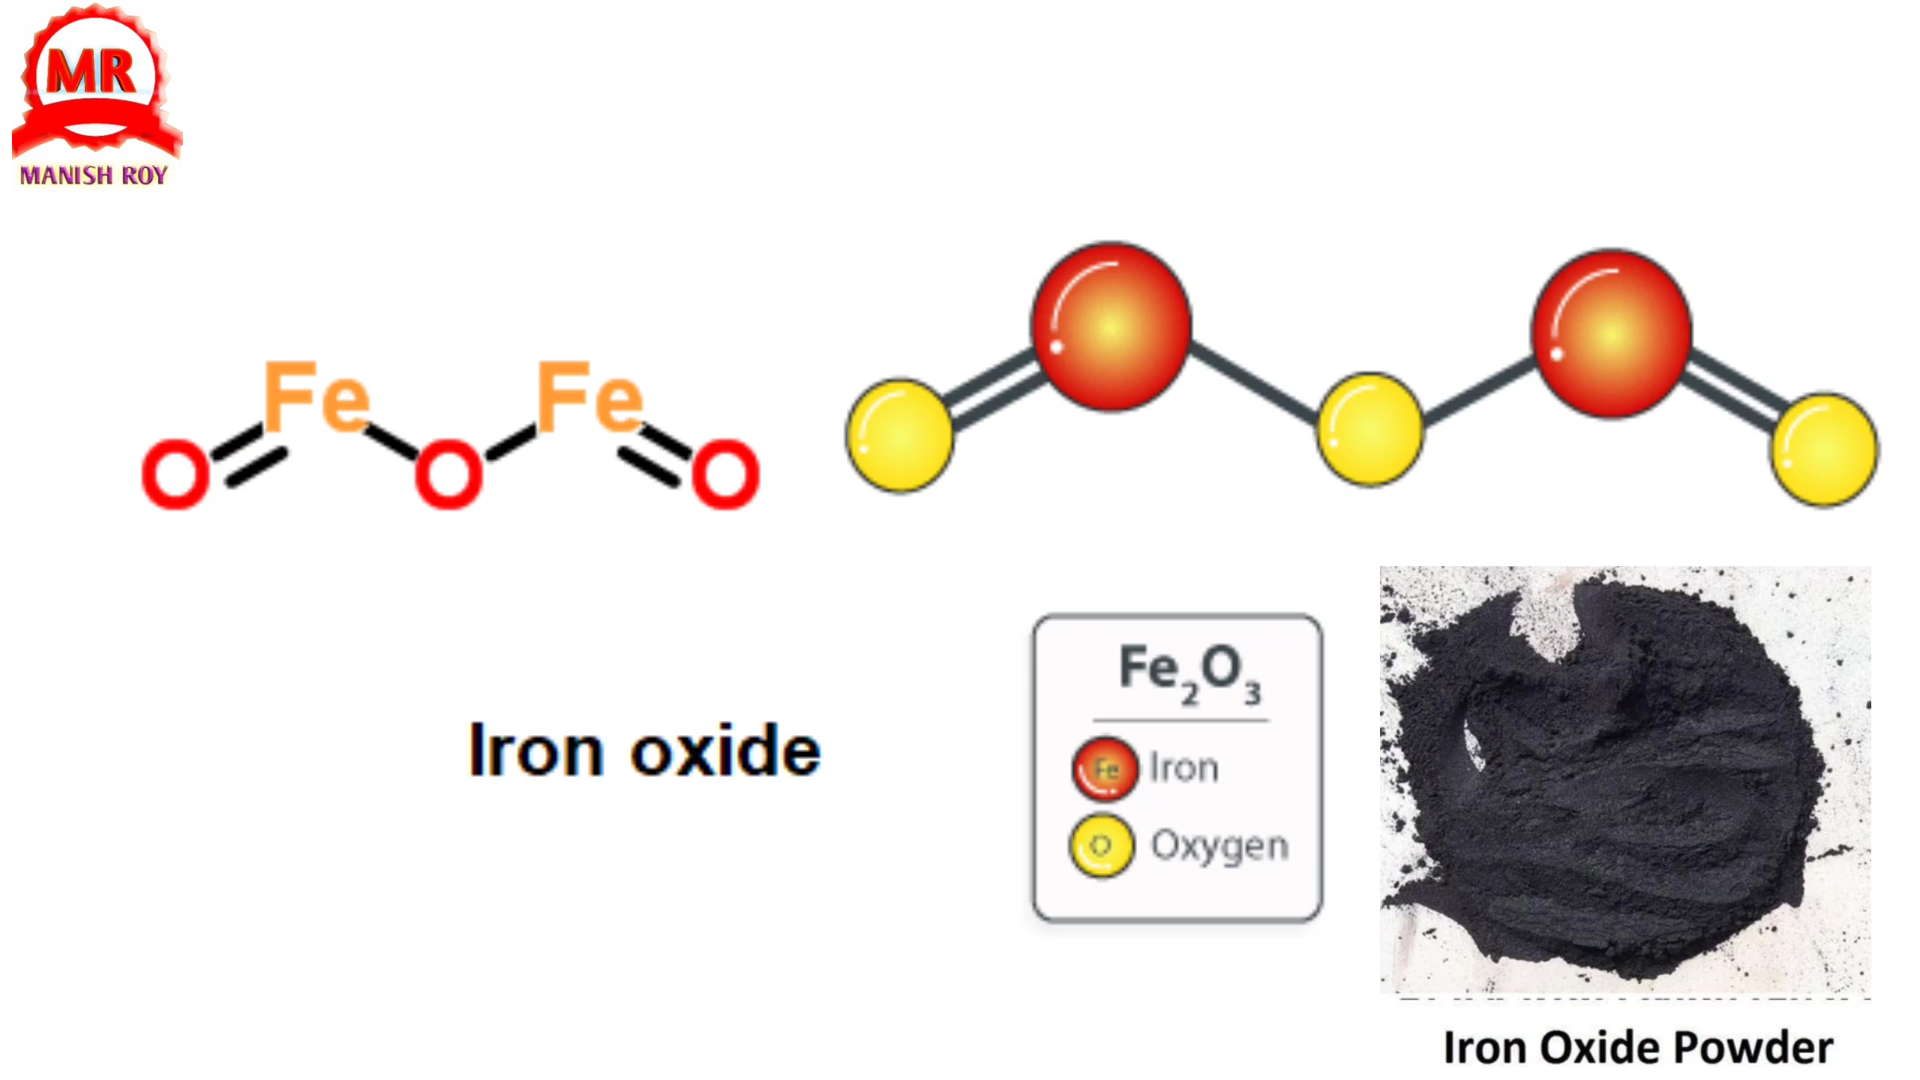 MR
MANISH ROY
Fe Fe
O O O
Fe₂O₃
Fe Iron
O Oxygen
Iron oxide
Iron Oxide Powder